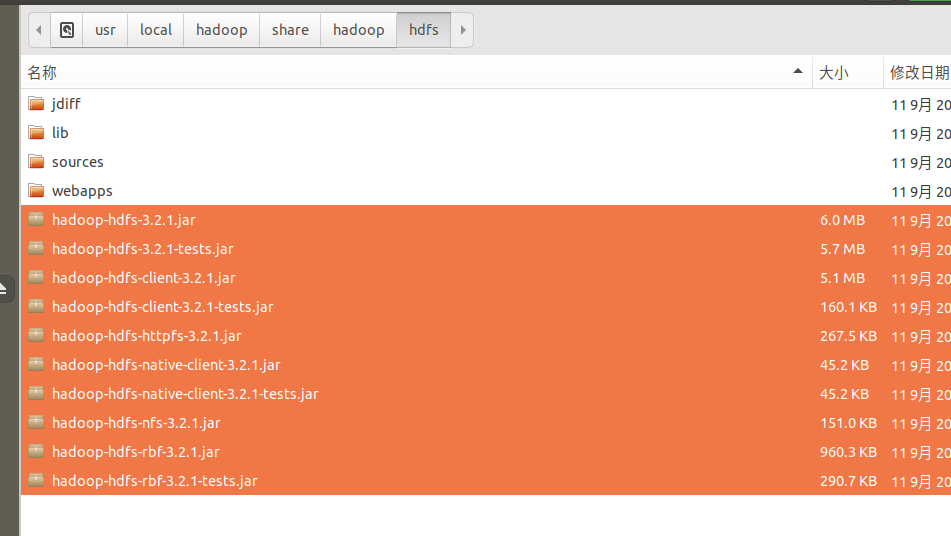 usr local hadoop share hadoop hdfs
名称 大小 修改日期
jdiff 11 9月 20
lib 11 9月 20
sources 11 9月 20
webapps 11 9月 20
hadoop-hdfs-3.2.1.jar 6.0 MB 11 9月 20
hadoop-hdfs-3.2.1-tests.jar 5.7 MB 11 9月 20
hadoop-hdfs-client-3.2.1.jar 5.1 MB 11 9月 20
hadoop-hdfs-client-3.2.1-tests.jar 160.1 KB 11 9月 20
hadoop-hdfs-httpfs-3.2.1.jar 267.5 KB 11 9月 20
hadoop-hdfs-native-client-3.2.1.jar 45.2 KB 11 9月 20
hadoop-hdfs-native-client-3.2.1-tests.jar 45.2 KB 11 9月 20
hadoop-hdfs-nfs-3.2.1.jar 151.0 KB 11 9月 20
hadoop-hdfs-rbf-3.2.1.jar 960.3 KB 11 9月 20
hadoop-hdfs-rbf-3.2.1-tests.jar 290.7 KB 11 9月 20